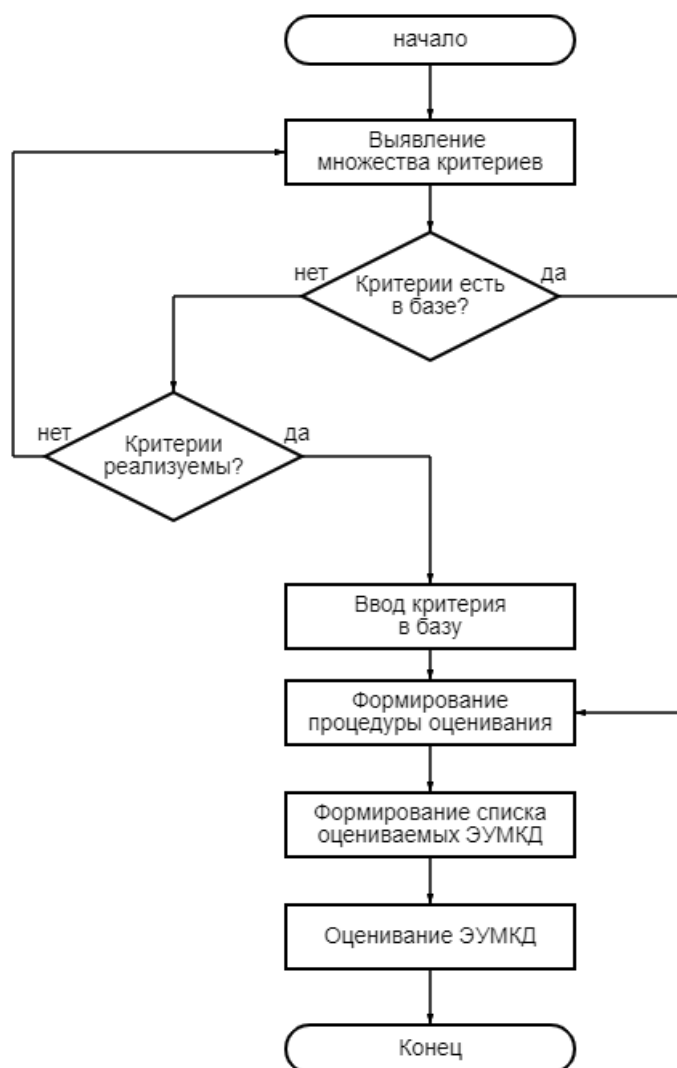 начало
Выявление
множества критериев
нет
Критерии есть
в базе?
да
нет
Критерии
реализуемы?
да
Ввод критерия
в базу
Формирование
процедуры оценивания
Формирование списка
оцениваемых ЭУМКД
Оценивание ЭУМКД
Конец